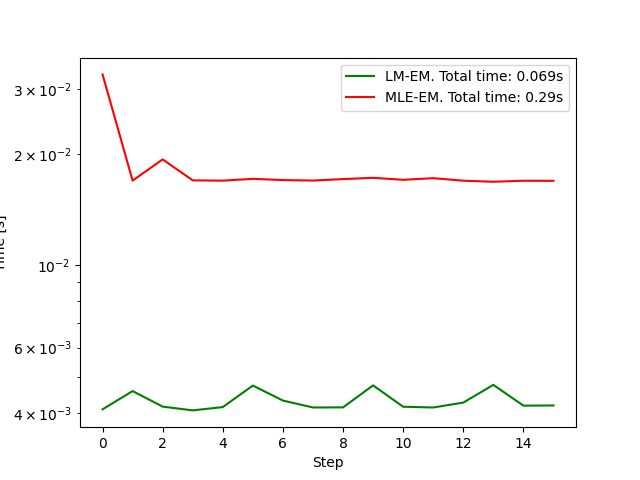 LM-EM. Total time: 0.069s
MLE-EM. Total time: 0.29s
3 × 10⁻²
2 × 10⁻²
10⁻²
6 × 10⁻³
4 × 10⁻³
[s]
0 2 4 6 8 10 12 14
Step